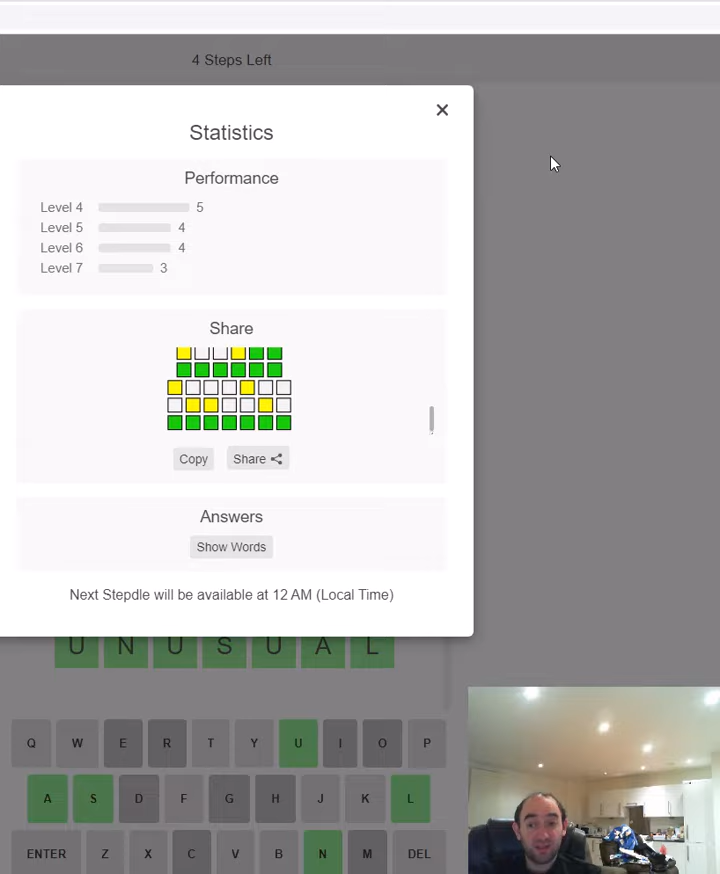 4 Steps Left
×
Statistics
Performance
Level 4 5
Level 5 4
Level 6 4
Level 7 3
Share
Copy Share
Answers
Show Words
Next Stepdle will be available at 12 AM (Local Time)
U N U S U A L
Q W E R T Y U I O P
A S D F G H J K L
ENTER Z X C V B N M DEL